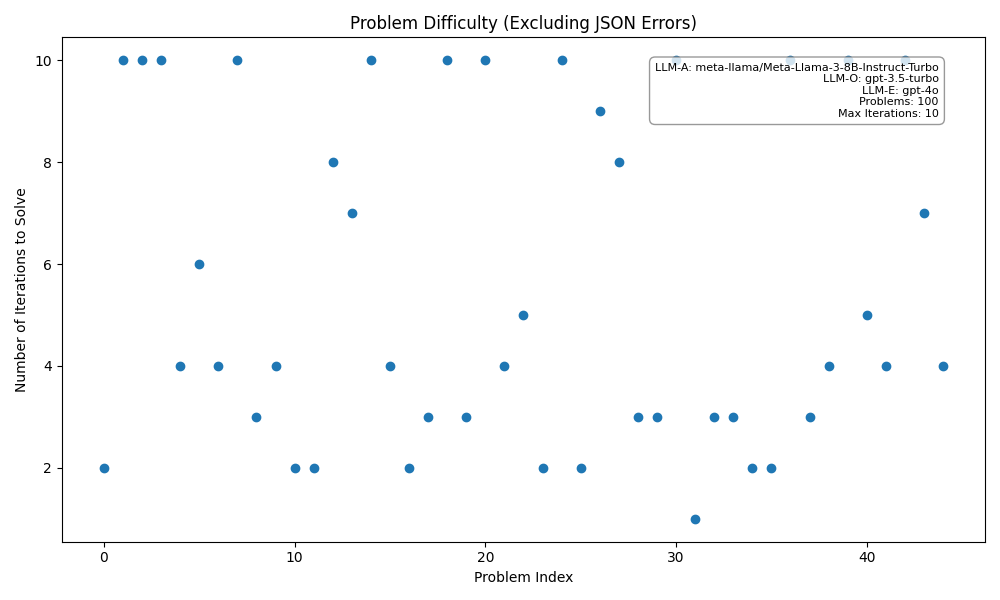 Problem Difficulty (Excluding JSON Errors)
LLM-A: meta-llama/Meta-Llama-3-8B-Instruct-Turbo
LLM-O: gpt-3.5-turbo
LLM-E: gpt-4o
Problems: 100
Max Iterations: 10
Number of Iterations to Solve
10
8
6
4
2
0
10
20
30
40
Problem Index